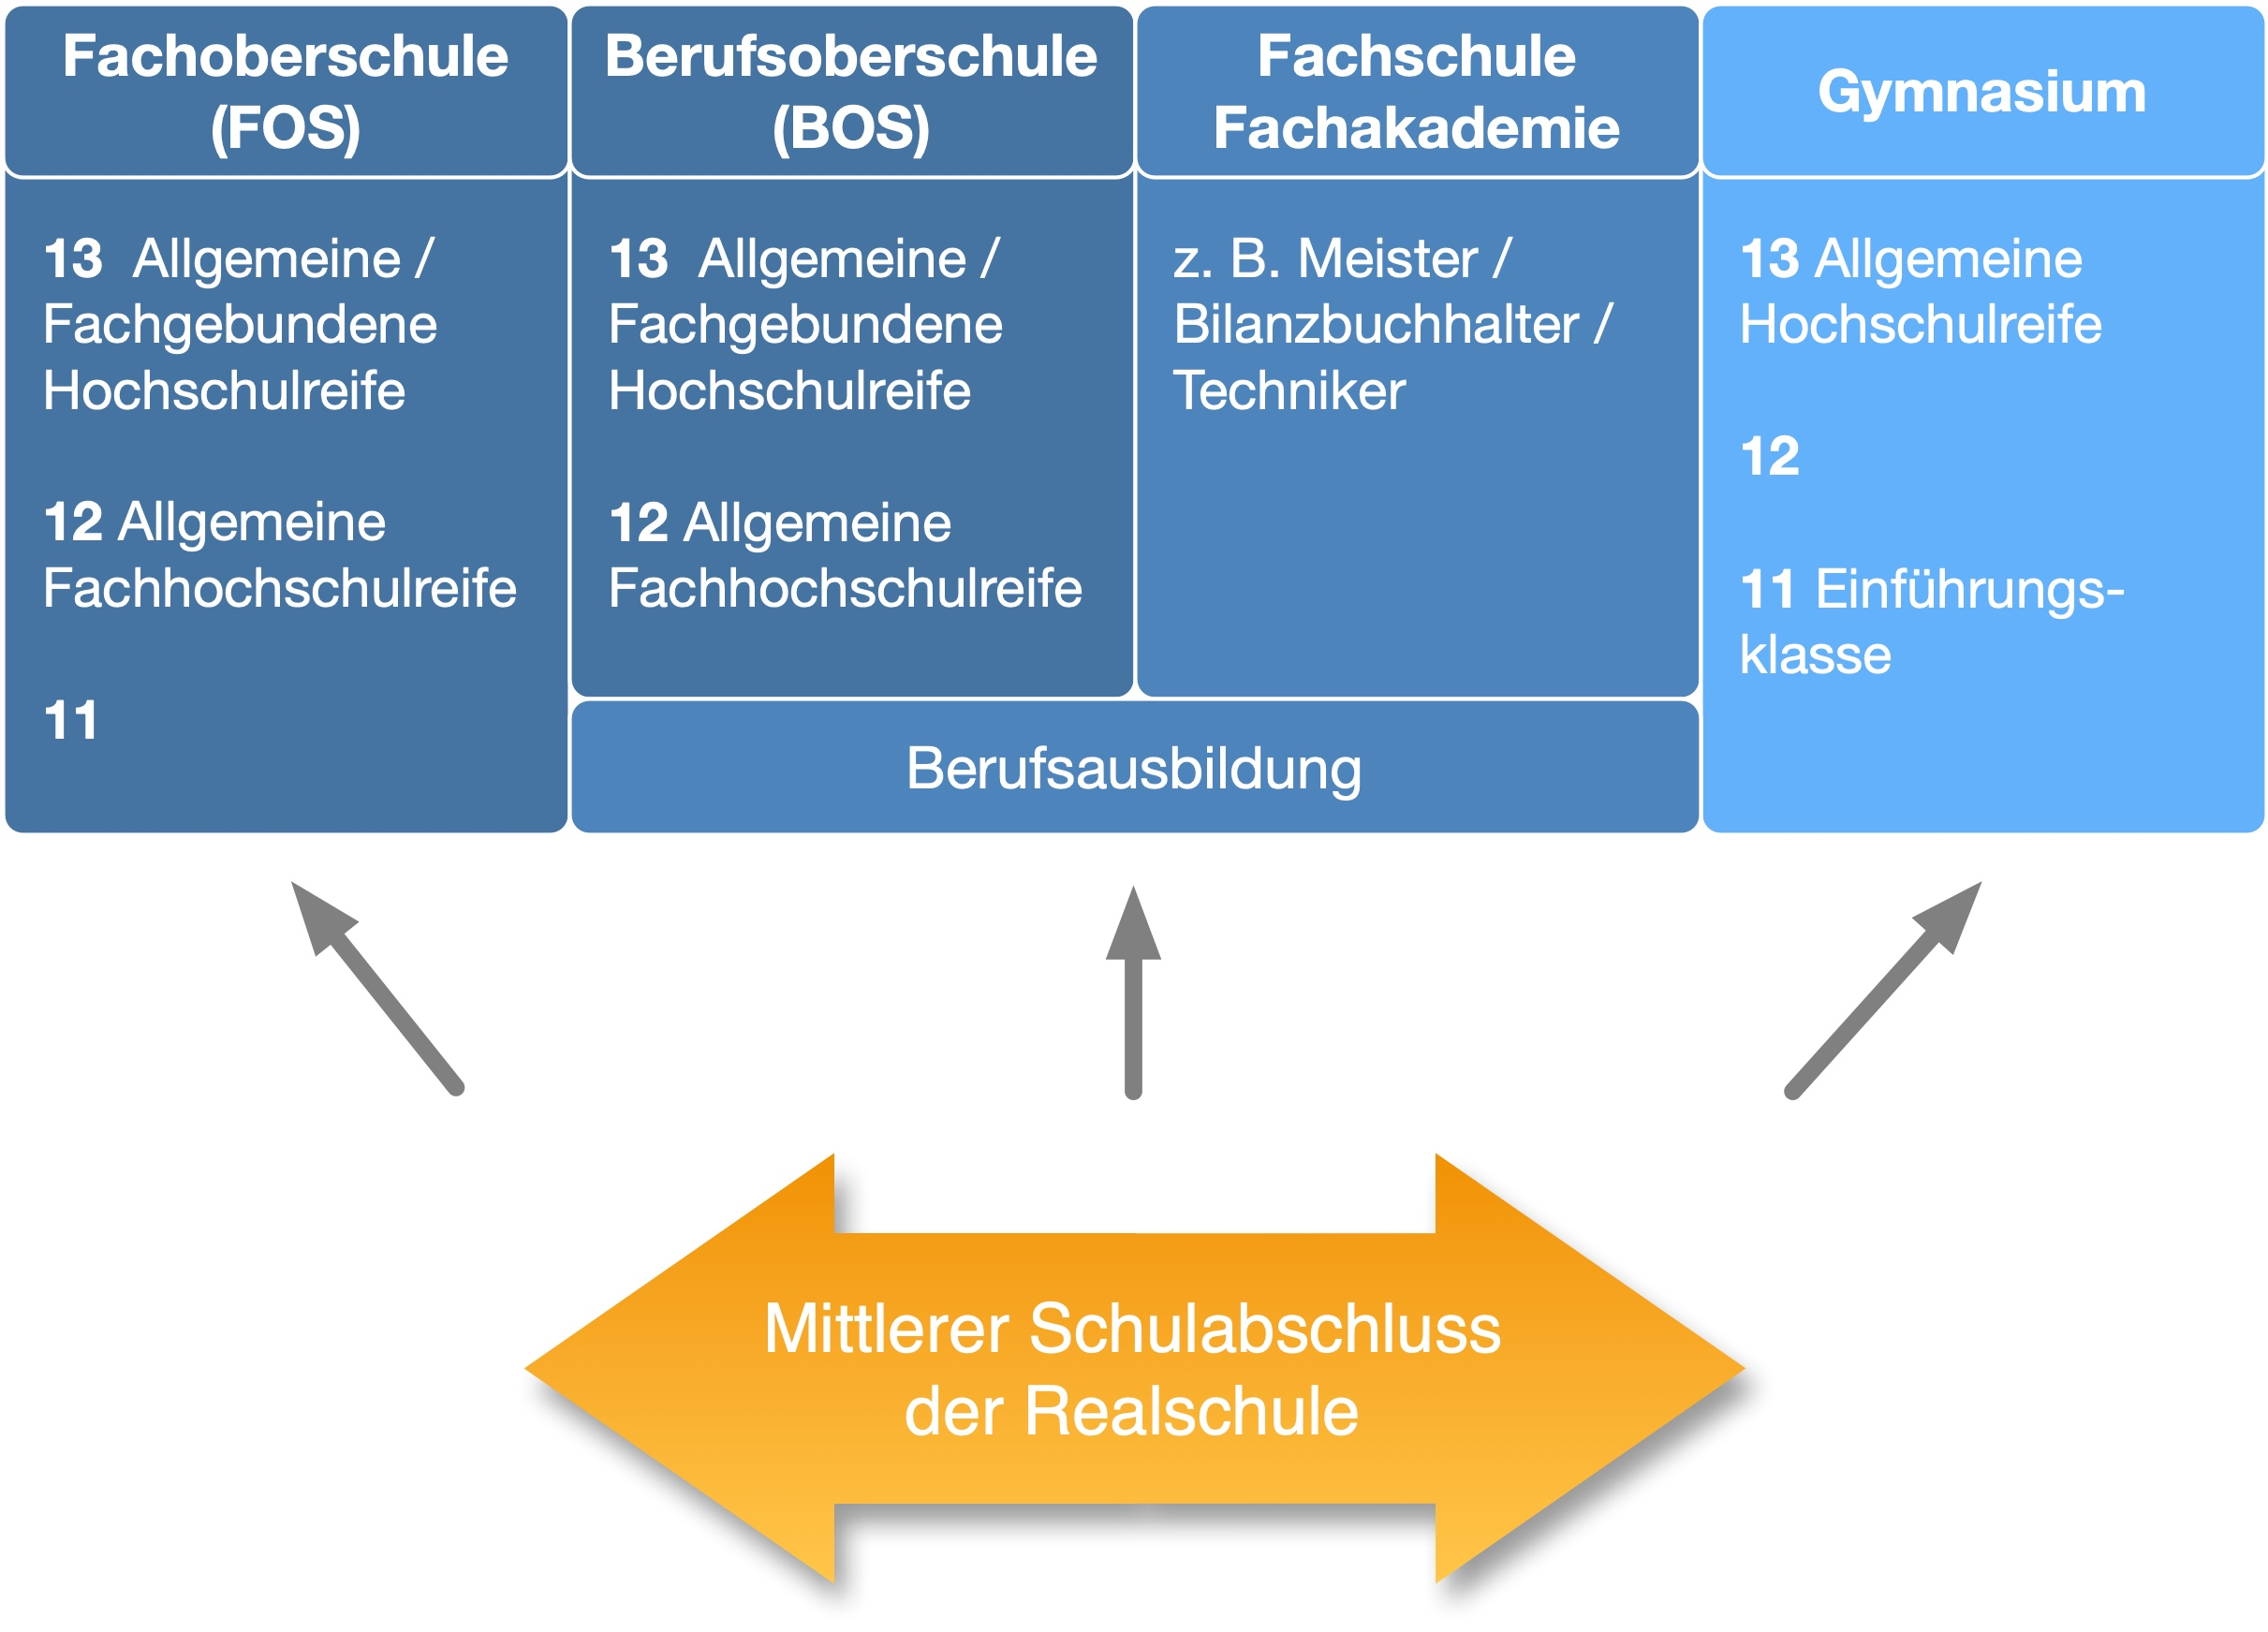 Fachoberschule
(FOS)
13 Allgemeine /
Fachgebundene
Hochschulreife
12 Allgemeine
Fachhochschulreife
11
Berufsoberschule
(BOS)
13 Allgemeine /
Fachgebundene
Hochschulreife
12 Allgemeine
Fachhochschulreife
Fachschule
Fachakademie
z. B. Meister /
Bilanzbuchhalter /
Techniker
Berufsausbildung
Gymnasium
13 Allgemeine
Hochschulreife
12
11 Einführungs-
klasse
Mittlerer Schulabschluss
der Realschule